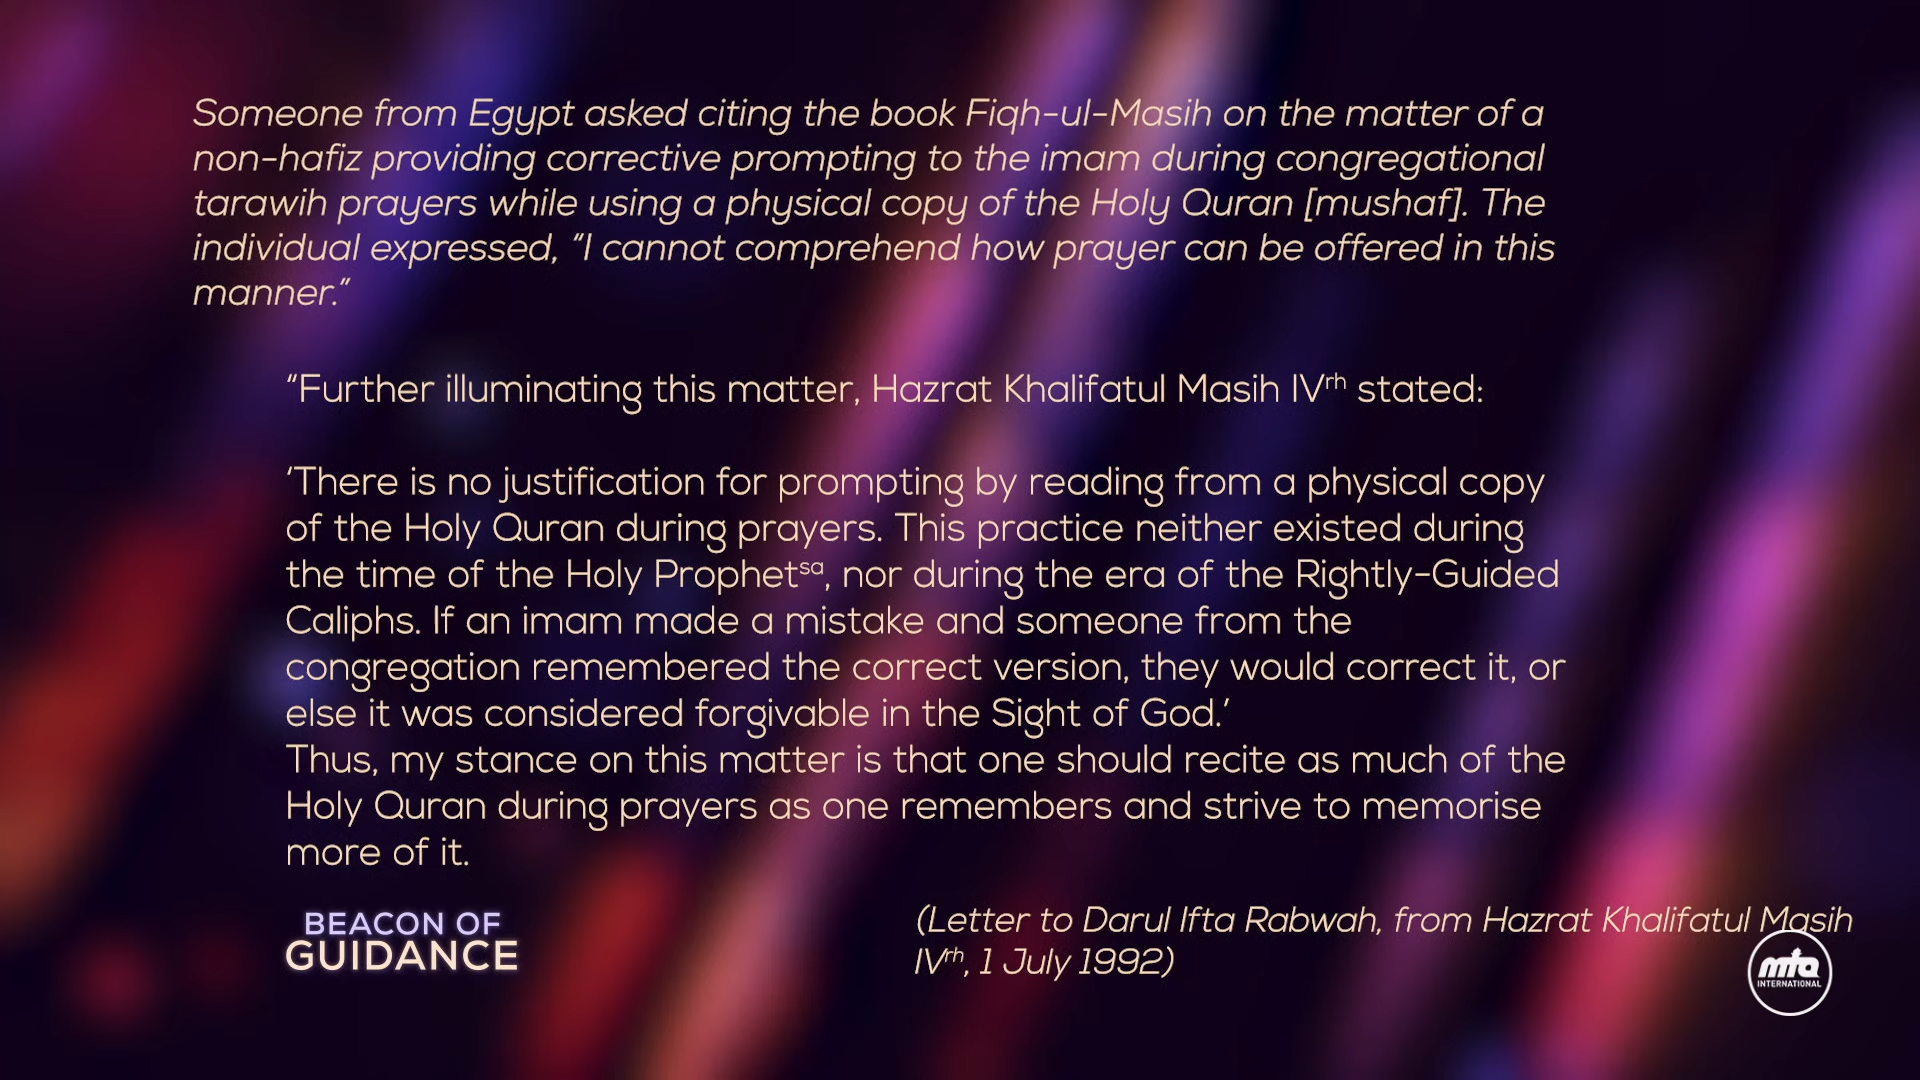 Someone from Egypt asked citing the book Fiqh-ul-Masih on the matter of a
non-hafiz providing corrective prompting to the imam during congregational
tarawih prayers while using a physical copy of the Holy Quran [mushaf]. The
individual expressed, “I cannot comprehend how prayer can be offered in this
manner.”
“Further illuminating this matter, Hazrat Khalifatul Masih IVrh stated:
‘There is no justification for prompting by reading from a physical copy
of the Holy Quran during prayers. This practice neither existed during
the time of the Holy Prophetsa, nor during the era of the Rightly-Guided
Caliphs. If an imam made a mistake and someone from the
congregation remembered the correct version, they would correct it, or
else it was considered forgivable in the Sight of God.’
Thus, my stance on this matter is that one should recite as much of the
Holy Quran during prayers as one remembers and strive to memorise
more of it.
(Letter to Darul Ifta Rabwah, from Hazrat Khalifatul Masih
IVrh, 1 July 1992)
BEACON OF
GUIDANCE
mta
INTERNATIONAL